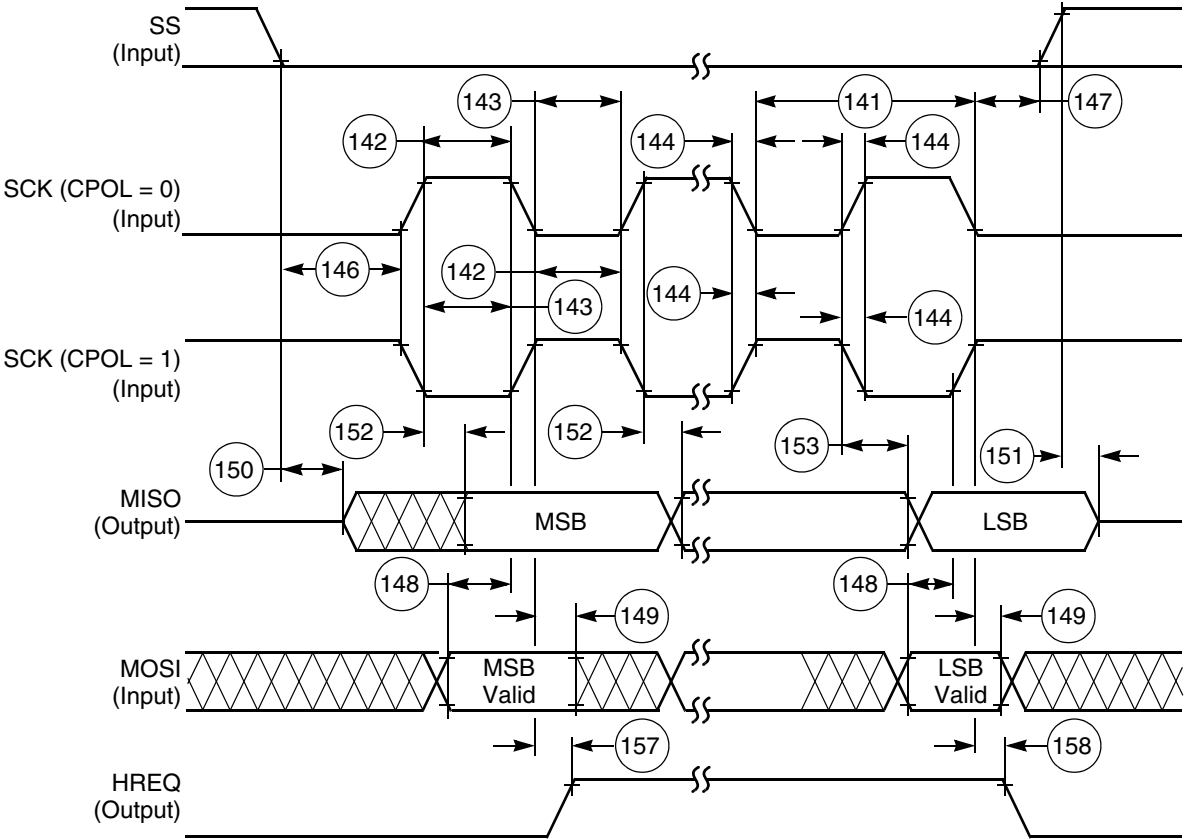 SS
(Input)
143
141
147
142
144
144
SCK (CPOL = 0)
(Input)
146
142
144
143
144
SCK (CPOL = 1)
(Input)
152
152
153
150
151
MISO
(Output)
MSB
LSB
148
148
149
149
MOSI
(Input)
MSB
Valid
LSB
Valid
157
158
HREQ
(Output)